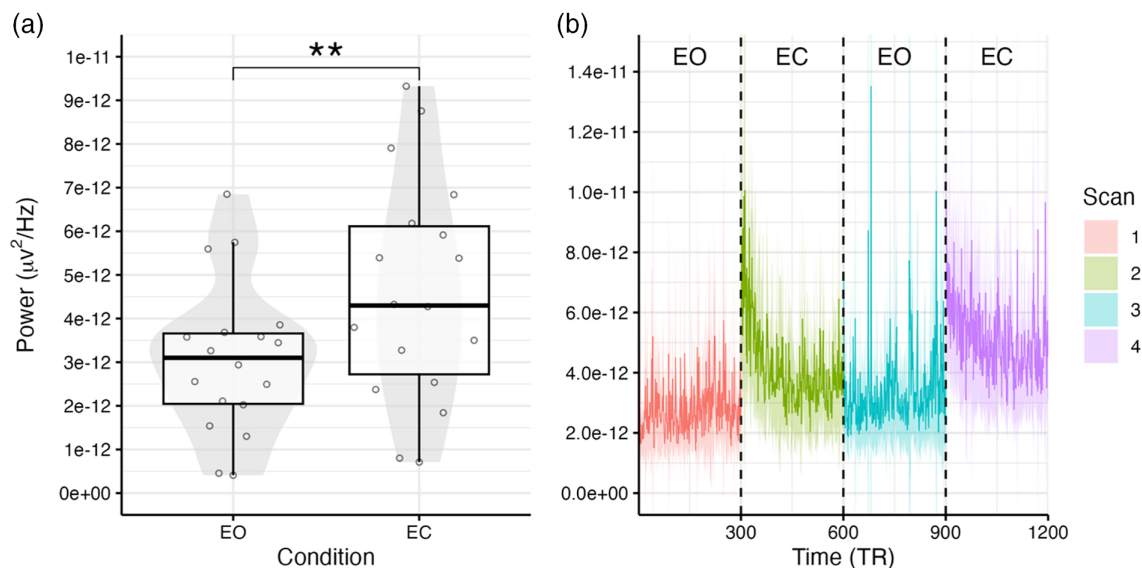 (a)
**
1e-11
9e-12
8e-12
7e-12
6e-12
5e-12
4e-12
3e-12
2e-12
1e-12
0e+00
Power (μv²/Hz)
EO EC
Condition
(b)
EO EC EO EC
1.4e-11
1.2e-11
1.0e-11
8.0e-12
6.0e-12
4.0e-12
2.0e-12
0.0e-12
300 600 900 1200
Time (TR)
Scan
1
2
3
4